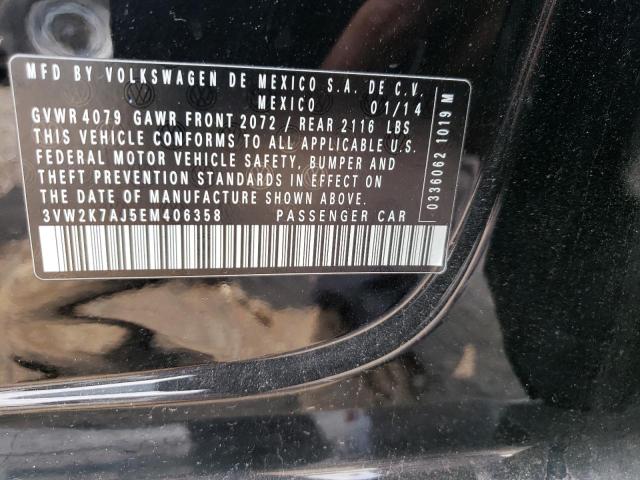 MFD BY VOLKSWAGEN DE MEXICO S.A. DE C.V.
MEXICO 01/14
GVWR 4079 GAWR FRONT 2072 / REAR 2116 LBS
THIS VEHICLE CONFORMS TO ALL APPLICABLE U.S.
FEDERAL MOTOR VEHICLE SAFETY, BUMPER AND
THEFT PREVENTION STANDARDS IN EFFECT ON
THE DATE OF MANUFACTURE SHOWN ABOVE.
3VW2K7AJ5EM406358 PASSENGER CAR
0336062 1019 M